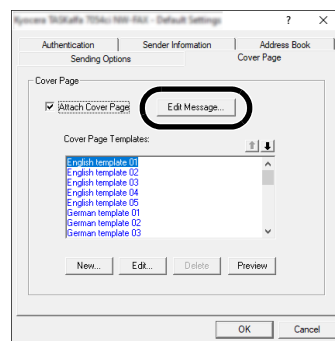 Kyocera TASKalfa 7054ci NW-FAX - Default Settings ? X
Authentication Sender Information Address Book
Sending Options Cover Page
Cover Page
Attach Cover Page Edit Message...
Cover Page Templates:
English template 01
English template 02
English template 03
English template 04
English template 05
German template 01
German template 02
German template 03
New... Edit... Delete Preview
OK Cancel